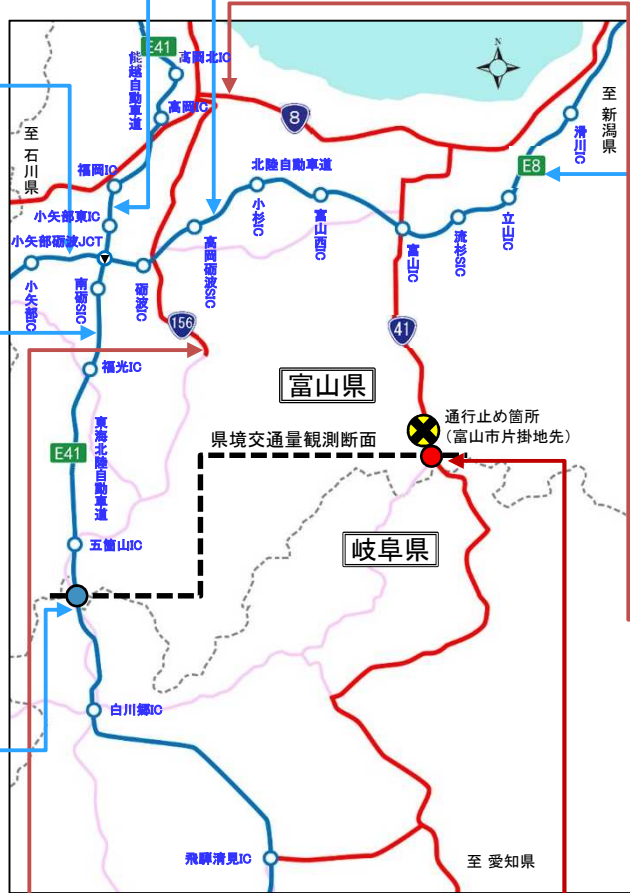 E41
高岡北IC
能越自動車道
N
高岡IC
8
至 新潟県
滑川IC
至 石川県
福岡IC
北陸自動車道
E8
小矢部東IC
小杉IC
富山西IC
立山IC
小矢部砺波JCT
高岡砺波SIC
富山IC
流杉SIC
小矢部IC
南砺SIC
砺波IC
156
41
福光IC
富山県
通行止め箇所
（富山市片掛地先）
東海北陸自動車道
県境交通量観測断面
E41
五箇山IC
岐阜県
白川郷IC
飛騨清見IC
至 愛知県